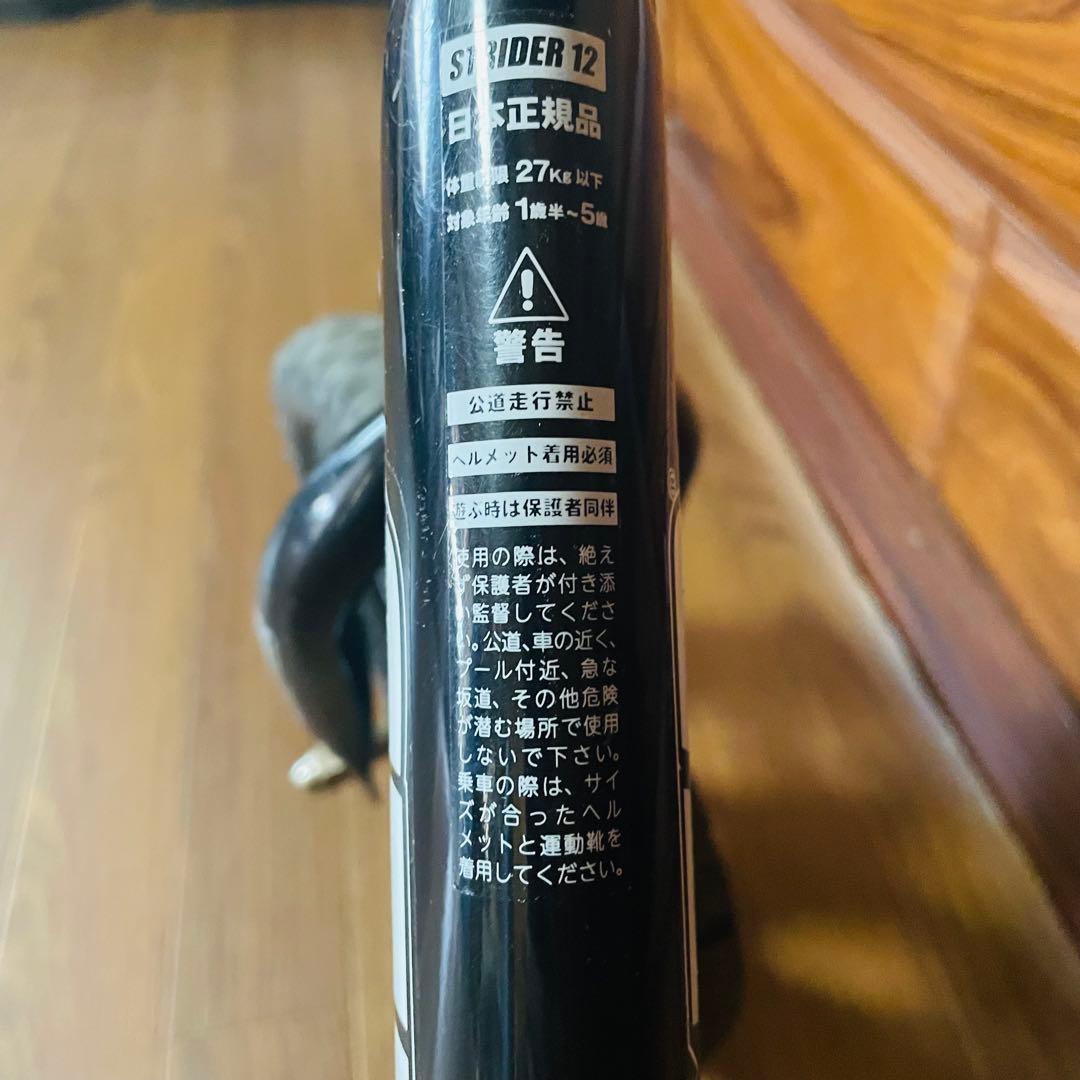 STRIDER 12
日本正規品
体重制限 27Kg以下
対象年齢 1歳半~5歳
警告
公道走行禁止
ヘルメット着用必須
遊ぶ時は保護者同伴
使用の際は、絶え
ず保護者が付き添
い監督してくださ
い。公道、車の近く、
プール付近、急な
坂道、その他危険
が潜む場所で使用
しないで下さい。
乗車の際は、サイ
ズが合ったヘル
メットと運動靴を
着用してください。